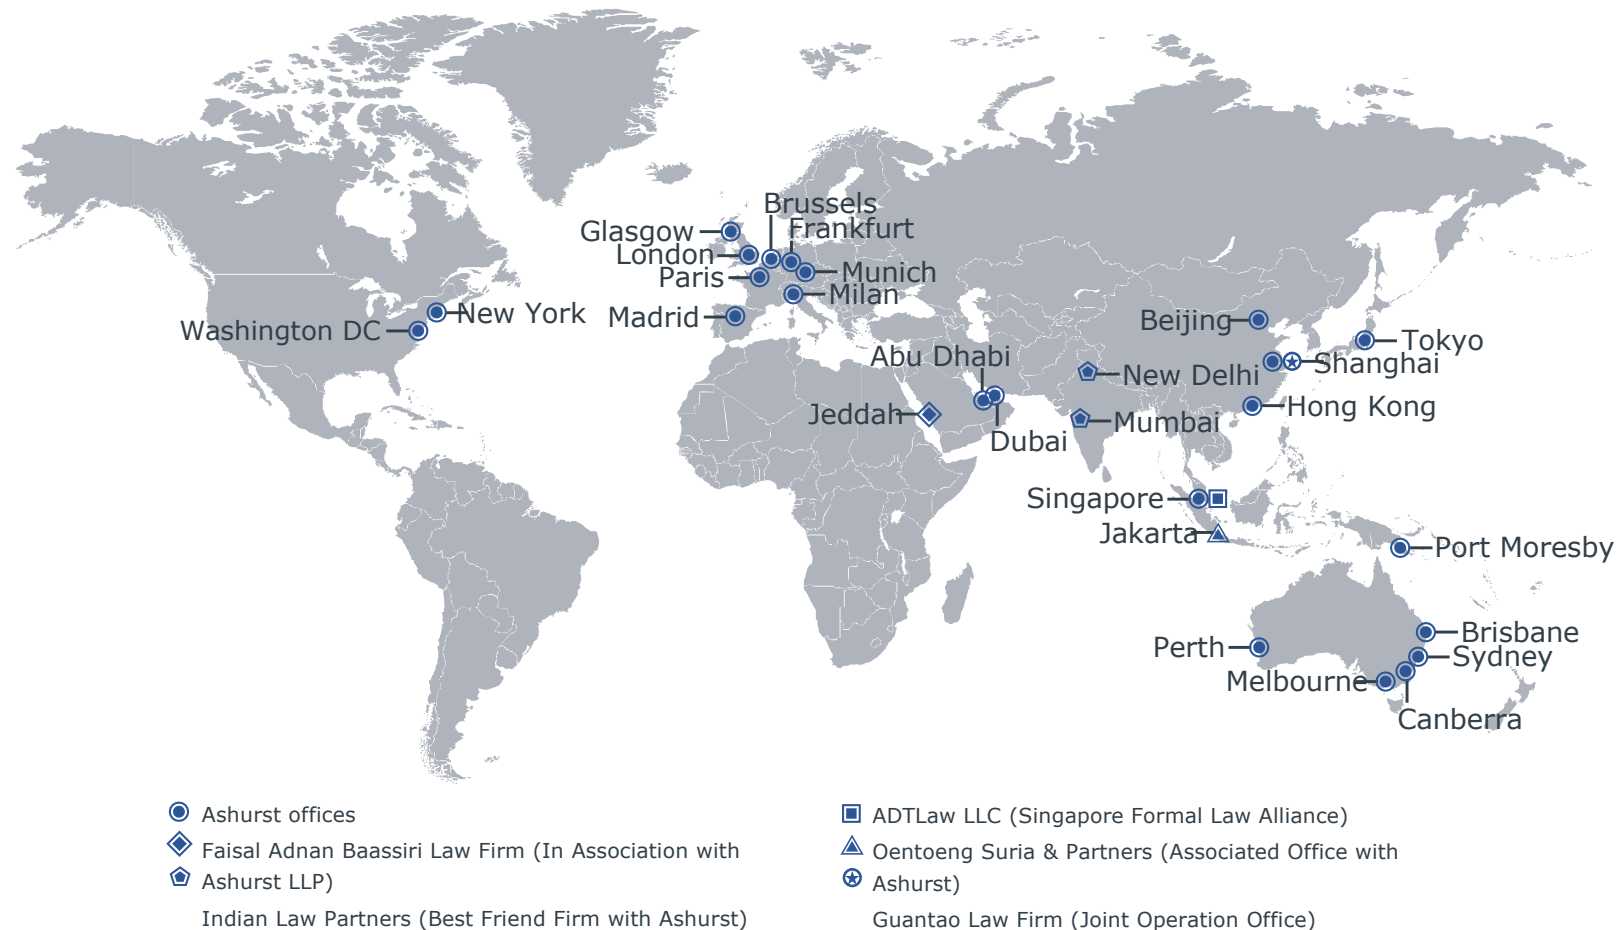 Brussels
Glasgow
Frankfurt
London
Paris
Munich
Milan
New York
Madrid
Washington DC
Beijing
Tokyo
Abu Dhabi
Shanghai
New Delhi
Jeddah
Hong Kong
Mumbai
Dubai
Singapore
Jakarta
Port Moresby
Brisbane
Perth
Sydney
Melbourne
Canberra
Ashurst offices
Faisal Adnan Baassiri Law Firm (In Association with
Ashurst LLP)
Indian Law Partners (Best Friend Firm with Ashurst)
ADTLaw LLC (Singapore Formal Law Alliance)
Oentoeng Suria & Partners (Associated Office with
Ashurst)
Guantao Law Firm (Joint Operation Office)